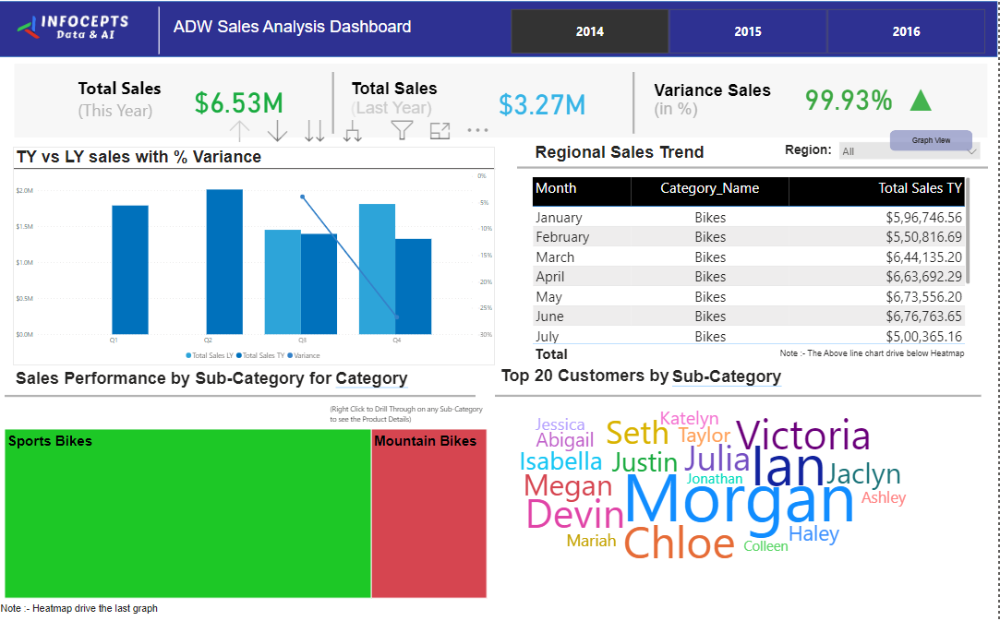 INFOCEPTS
Data & AI
ADW Sales Analysis Dashboard
2014
2015
2016
Total Sales
(This Year)
$6.53M
Total Sales
(Last Year)
$3.27M
Variance Sales
(in %)
99.93%
TY vs LY sales with % Variance
$2.0M
$1.5M
$1.0M
$0.5M
$0.0M
0%
5%
10%
15%
20%
25%
30%
Q1
Q2
Q3
Q4
Total Sales LY
Total Sales TY
Variance
Regional Sales Trend
Region:
All
Graph View
Month Category_Name Total Sales TY
January Bikes $5,96,746.56
February Bikes $5,50,816.69
March Bikes $6,44,135.20
April Bikes $6,63,692.29
May Bikes $6,73,556.20
June Bikes $6,76,763.65
July Bikes $5,00,365.16
Total
Note :- The Above line chart drive below Heatmap
Sales Performance by Sub-Category for Category
(Right Click to Drill Through on any Sub-Category
to see the Product Details)
Sports Bikes
Mountain Bikes
Note :- Heatmap drive the last graph
Top 20 Customers by Sub-Category
Jessica
Abigail
Seth
Katelyn
Taylor
Victoria
Isabella
Justin
Julia
Ian
Jaclyn
Megan
Jonathan
Morgan
Ashley
Devin
Mariah
Chloe
Haley
Colleen